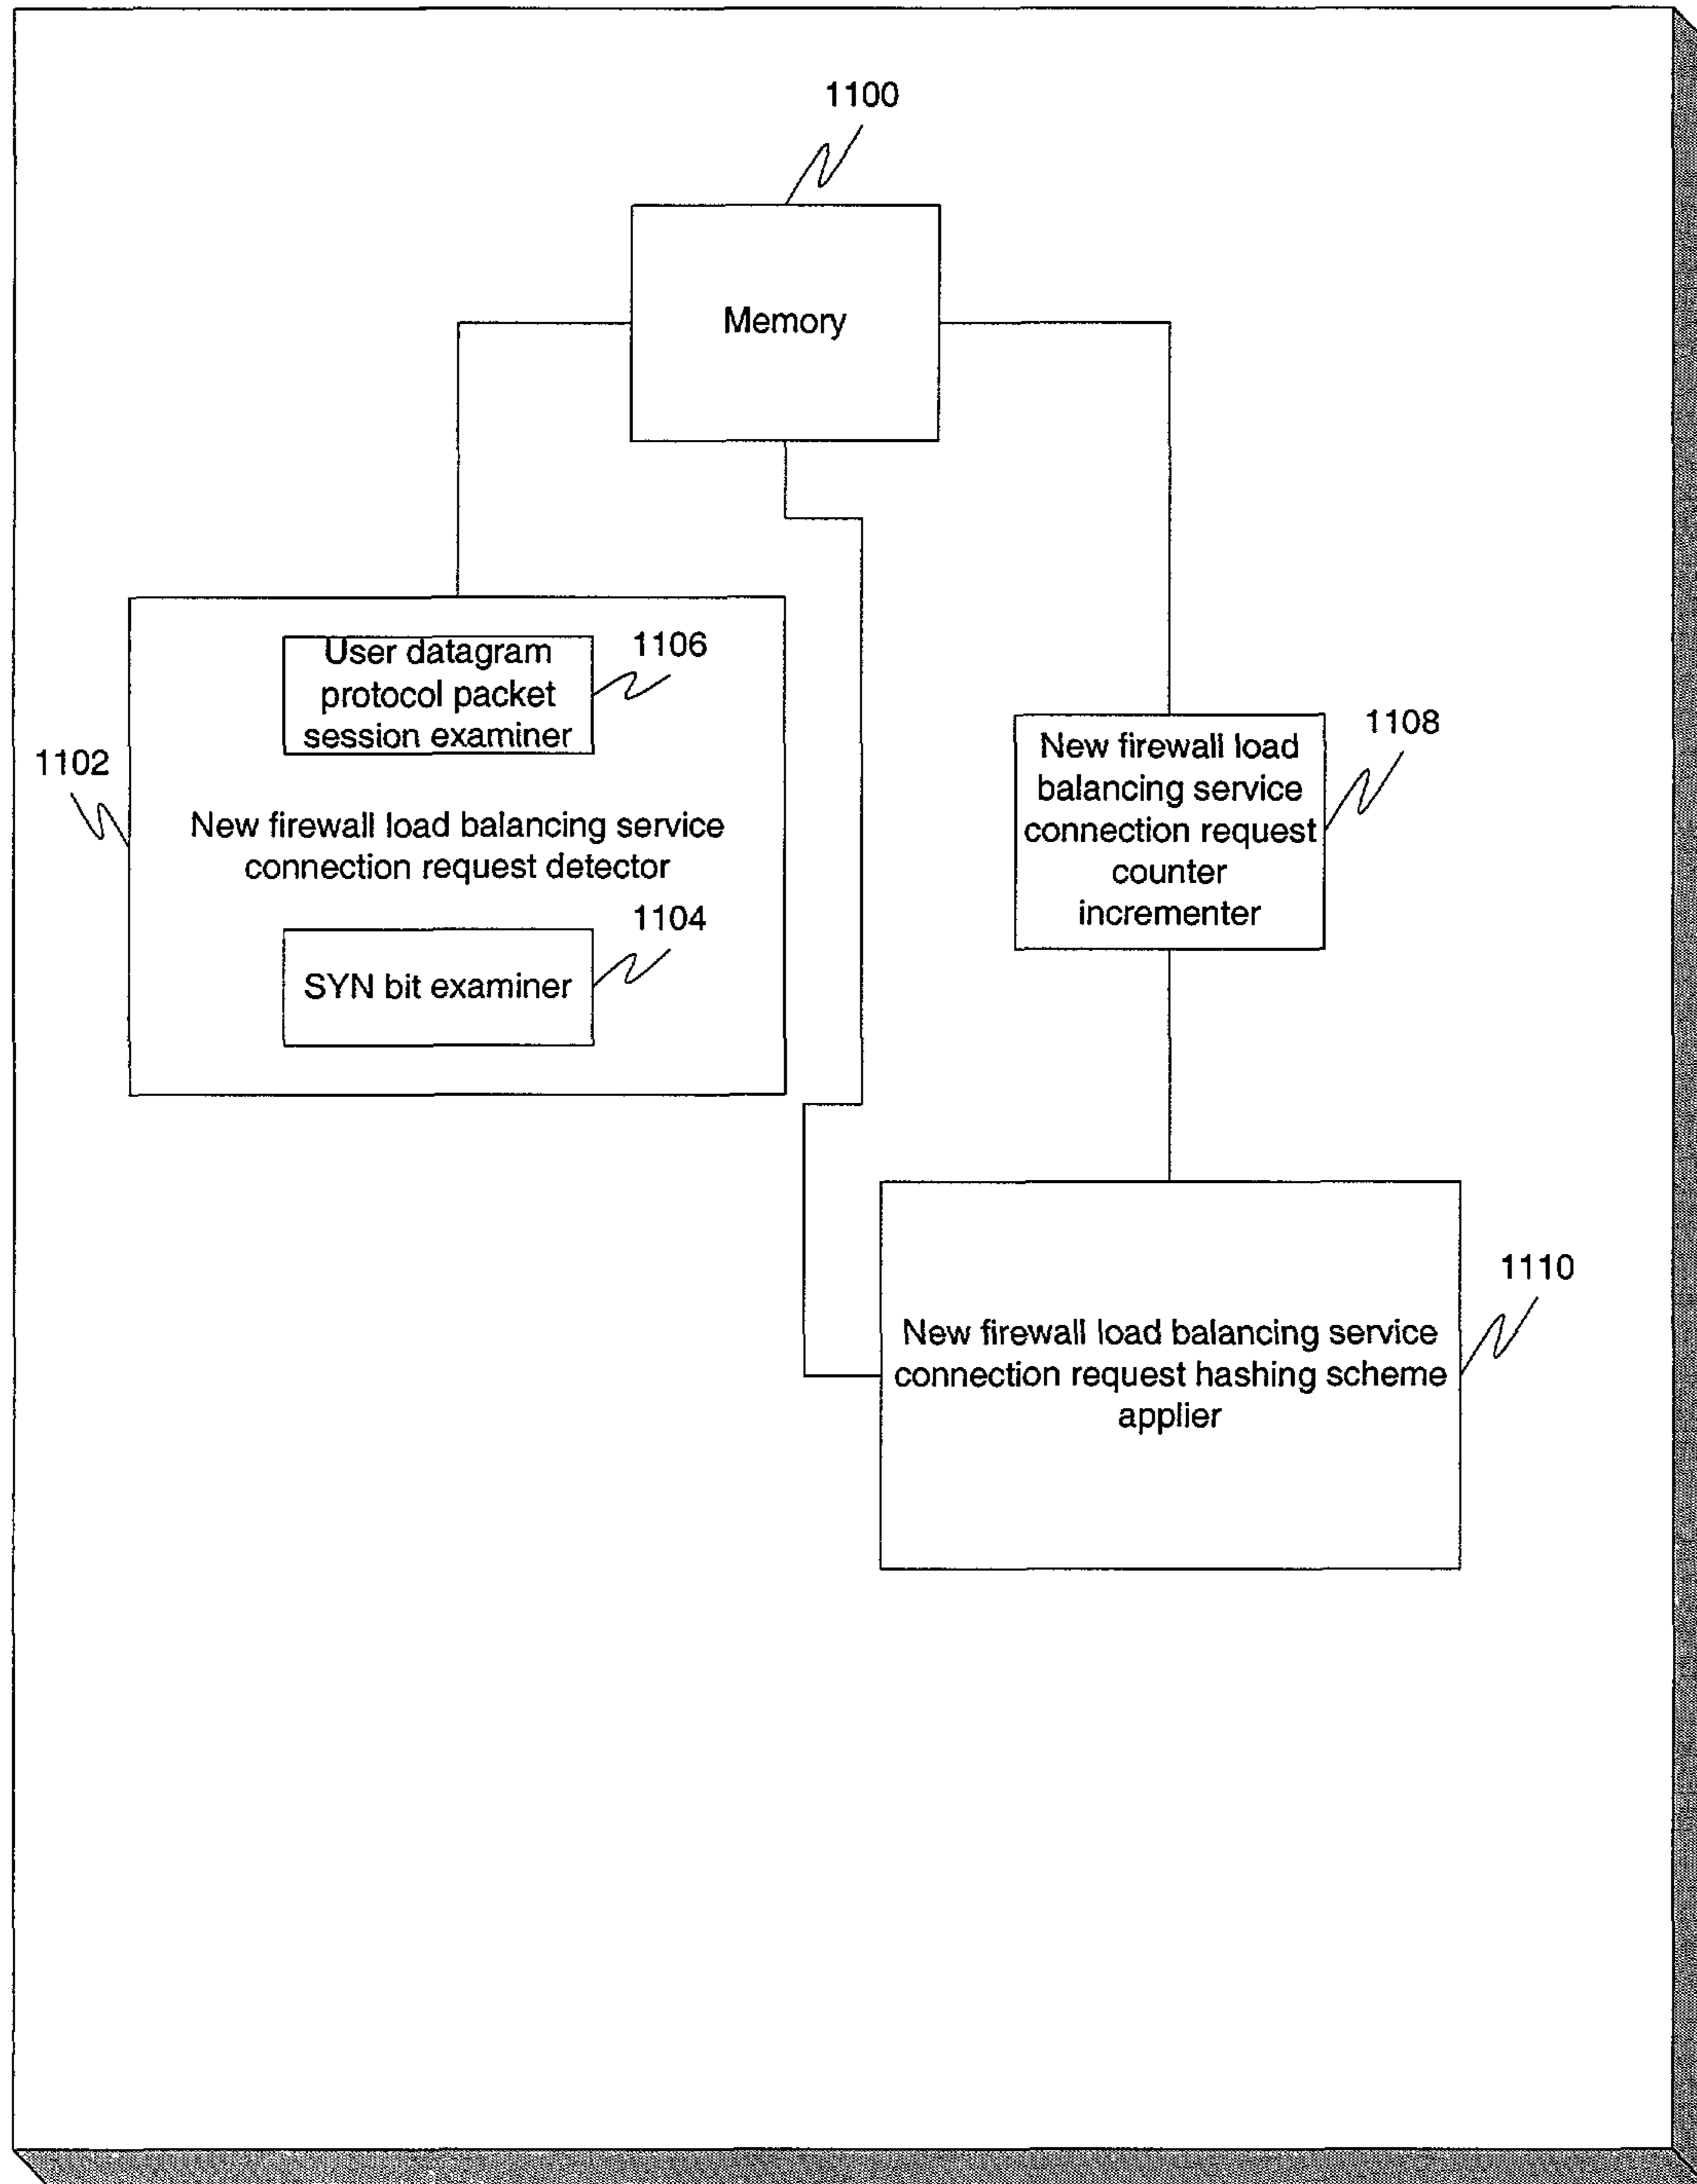 1100
Memory
User datagram
protocol packet
session examiner
1106
1102
New firewall load balancing service
connection request detector
1104
SYN bit examiner
New firewall load
balancing service
connection request
counter
incrementer
1108
New firewall load balancing service
connection request hashing scheme
applier
1110